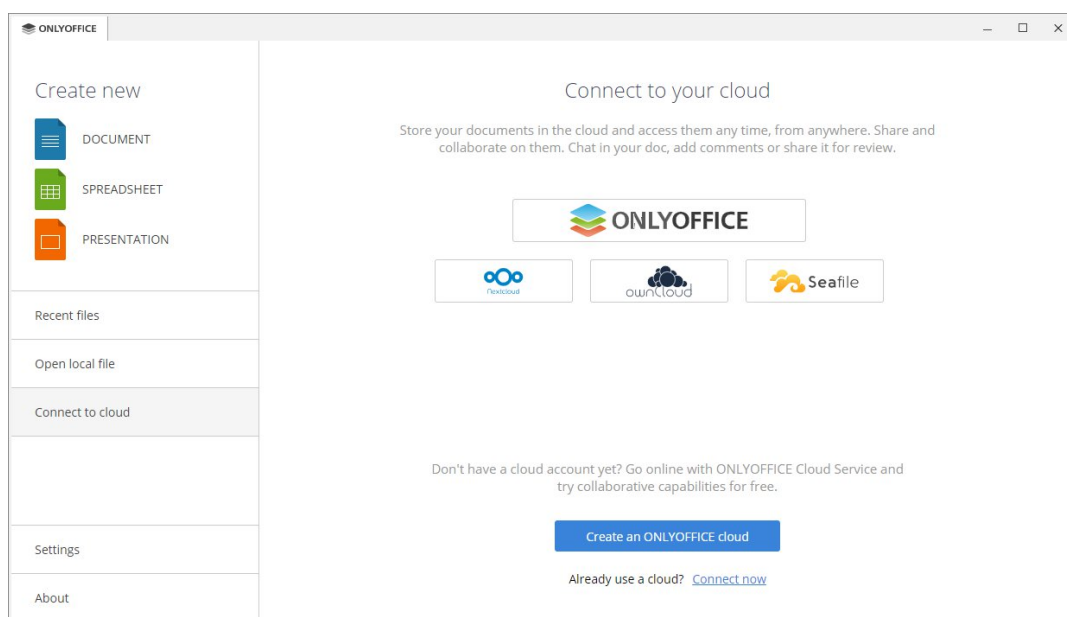 ONLYOFFICE
Create new
DOCUMENT
SPREADSHEET
PRESENTATION
Recent files
Open local file
Connect to cloud
Settings
About
Connect to your cloud
Store your documents in the cloud and access them any time, from anywhere. Share and
collaborate on them. Chat in your doc, add comments or share it for review.
ONLYOFFICE
Nextcloud
ownCloud
Seafile
Don't have a cloud account yet? Go online with ONLYOFFICE Cloud Service and
try collaborative capabilities for free.
Create an ONLYOFFICE cloud
Already use a cloud? Connect now